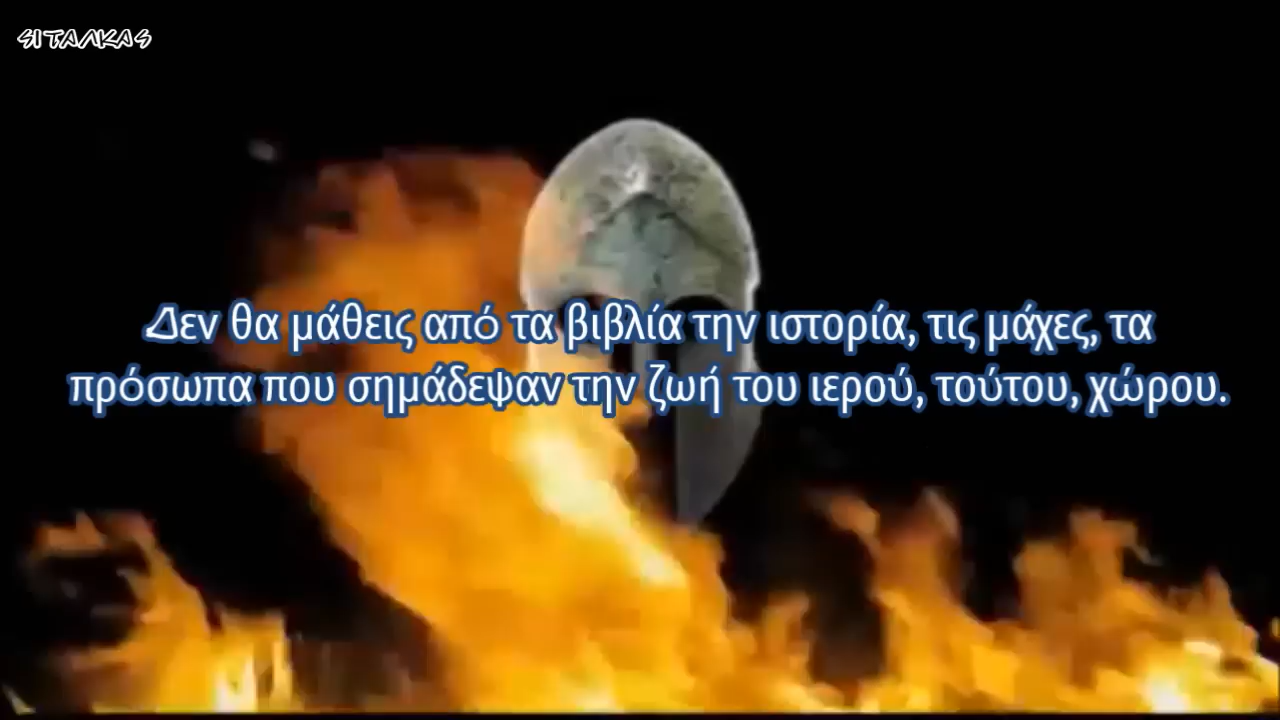 SITAΛKAS
Δεν θα μάθεις από τα βιβλία την ιστορία, τις μάχες, τα
πρόσωπα που σημάδεψαν την ζωή του ιερού, τούτου, χώρου.